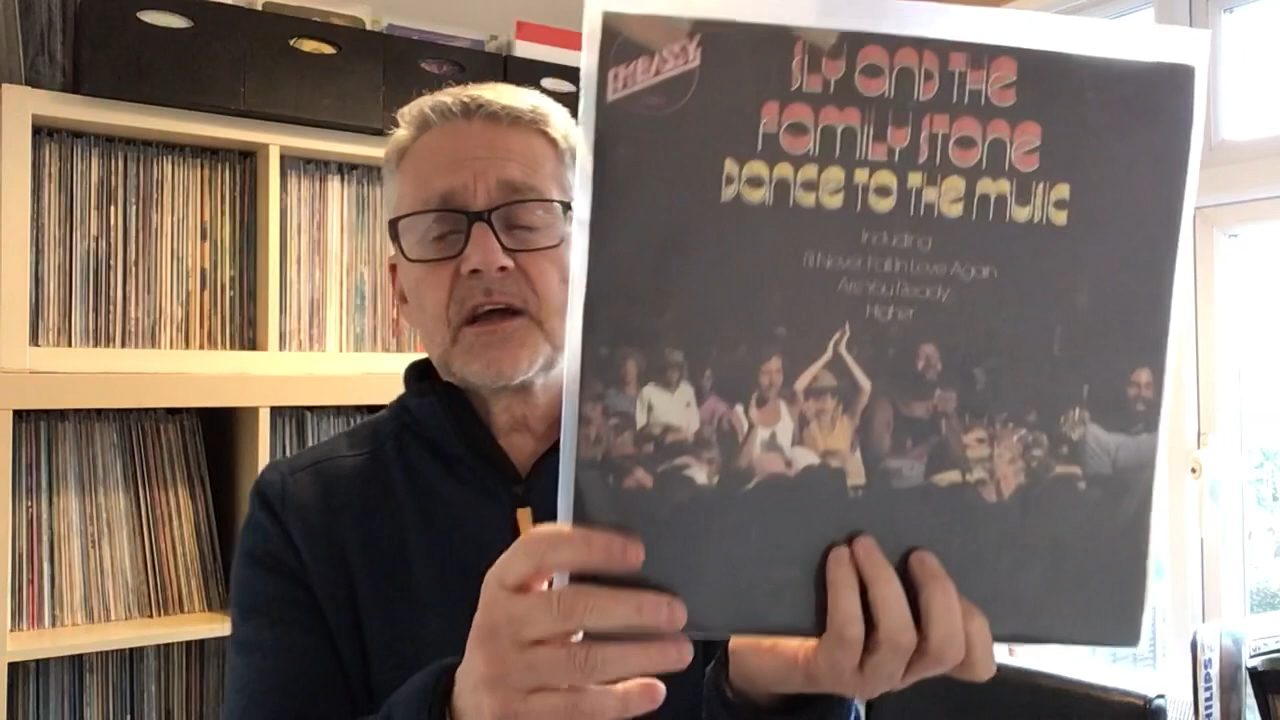 EMBASSY
SLY AND THE
FAMILY STONE
DANCE TO THE MUSIC
Including
I'll Never Fall In Love Again
Are You Ready
Higher
PHILIPS